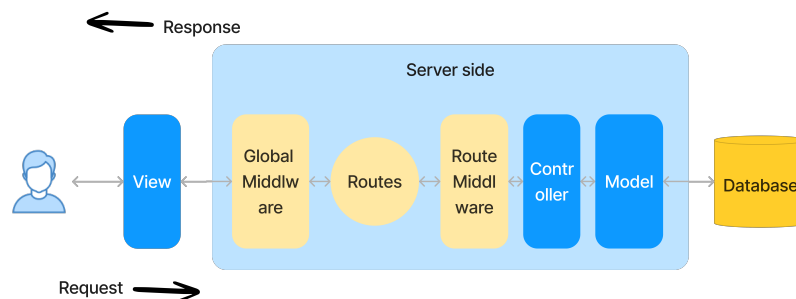 Response
Server side
View
Global
Middlw
are
Routes
Route
Middl
ware
Contr
oller
Model
Database
Request